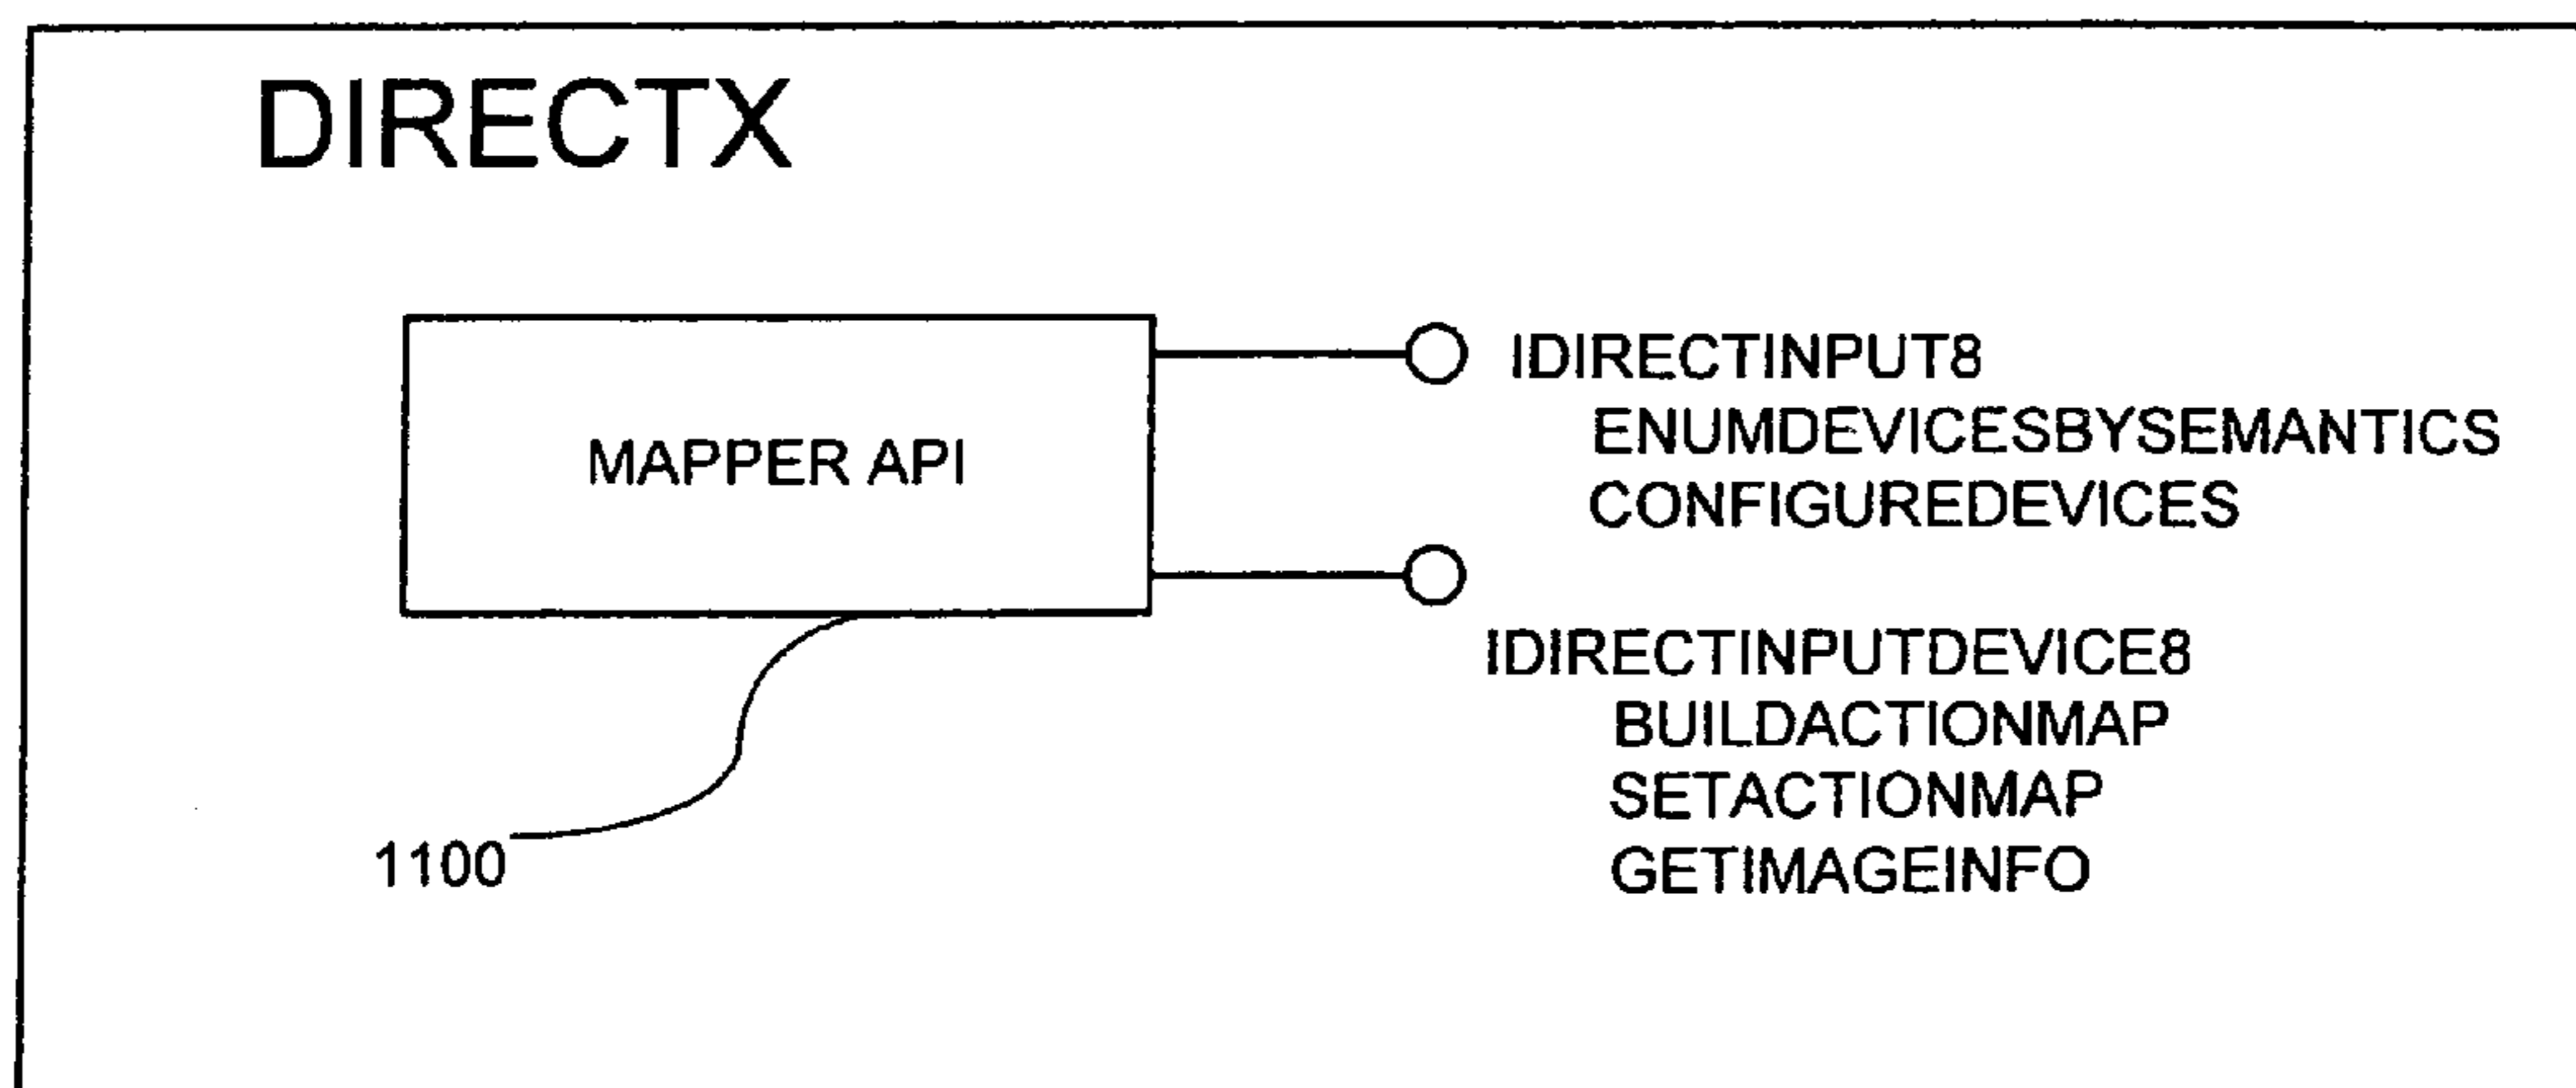 DIRECTX
MAPPER API
IDIRECTINPUT8
ENUMDEVICESBYSEMANTICS
CONFIGUREDEVICES
IDIRECTINPUTDEVICE8
BUILDACTIONMAP
SETACTIONMAP
GETIMAGEINFO
1100